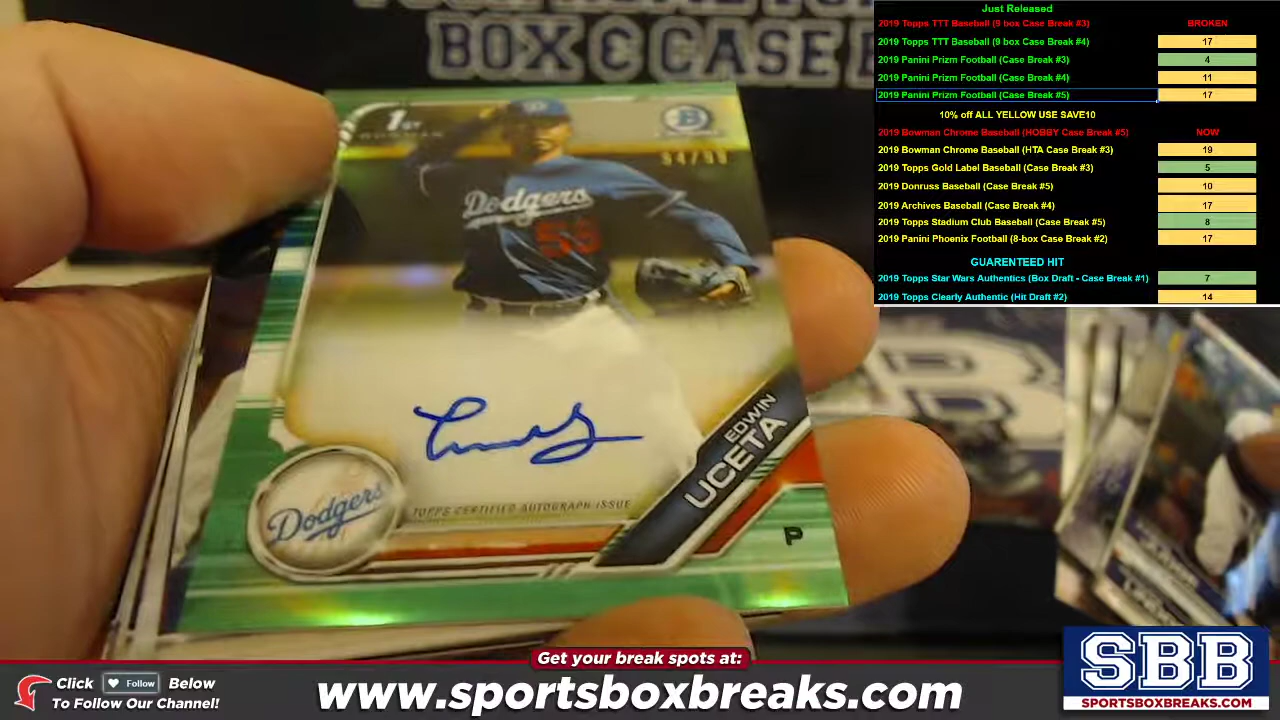 BOX C CASE B
1ST
BOWMAN
B
94/99
Dodgers
EDWIN
UCETA
Dodgers
TOPPS CERTIFIED AUTOGRAPH ISSUE
P
Just Released
2019 Topps TTT Baseball (9 box Case Break #3) BROKEN
2019 Topps TTT Baseball (9 box Case Break #4) 17
2019 Panini Prizm Football (Case Break #3) 4
2019 Panini Prizm Football (Case Break #4) 11
2019 Panini Prizm Football (Case Break #5) 17
10% off ALL YELLOW USE SAVE10
2019 Bowman Chrome Baseball (HOBBY Case Break #5) NOW
2019 Bowman Chrome Baseball (HTA Case Break #3) 19
2019 Topps Gold Label Baseball (Case Break #3) 5
2019 Donruss Baseball (Case Break #5) 10
2019 Archives Baseball (Case Break #4) 17
2019 Topps Stadium Club Baseball (Case Break #5) 8
2019 Panini Phoenix Football (8-box Case Break #2) 17
GUARENTEED HIT
2019 Topps Star Wars Authentics (Box Draft - Case Break #1) 7
2019 Topps Clearly Authentic (Hit Draft #2) 14
Get your break spots at:
Click Follow Below
To Follow Our Channel!
www.sportsboxbreaks.com
SBB
SPORTSBOXBREAKS.COM